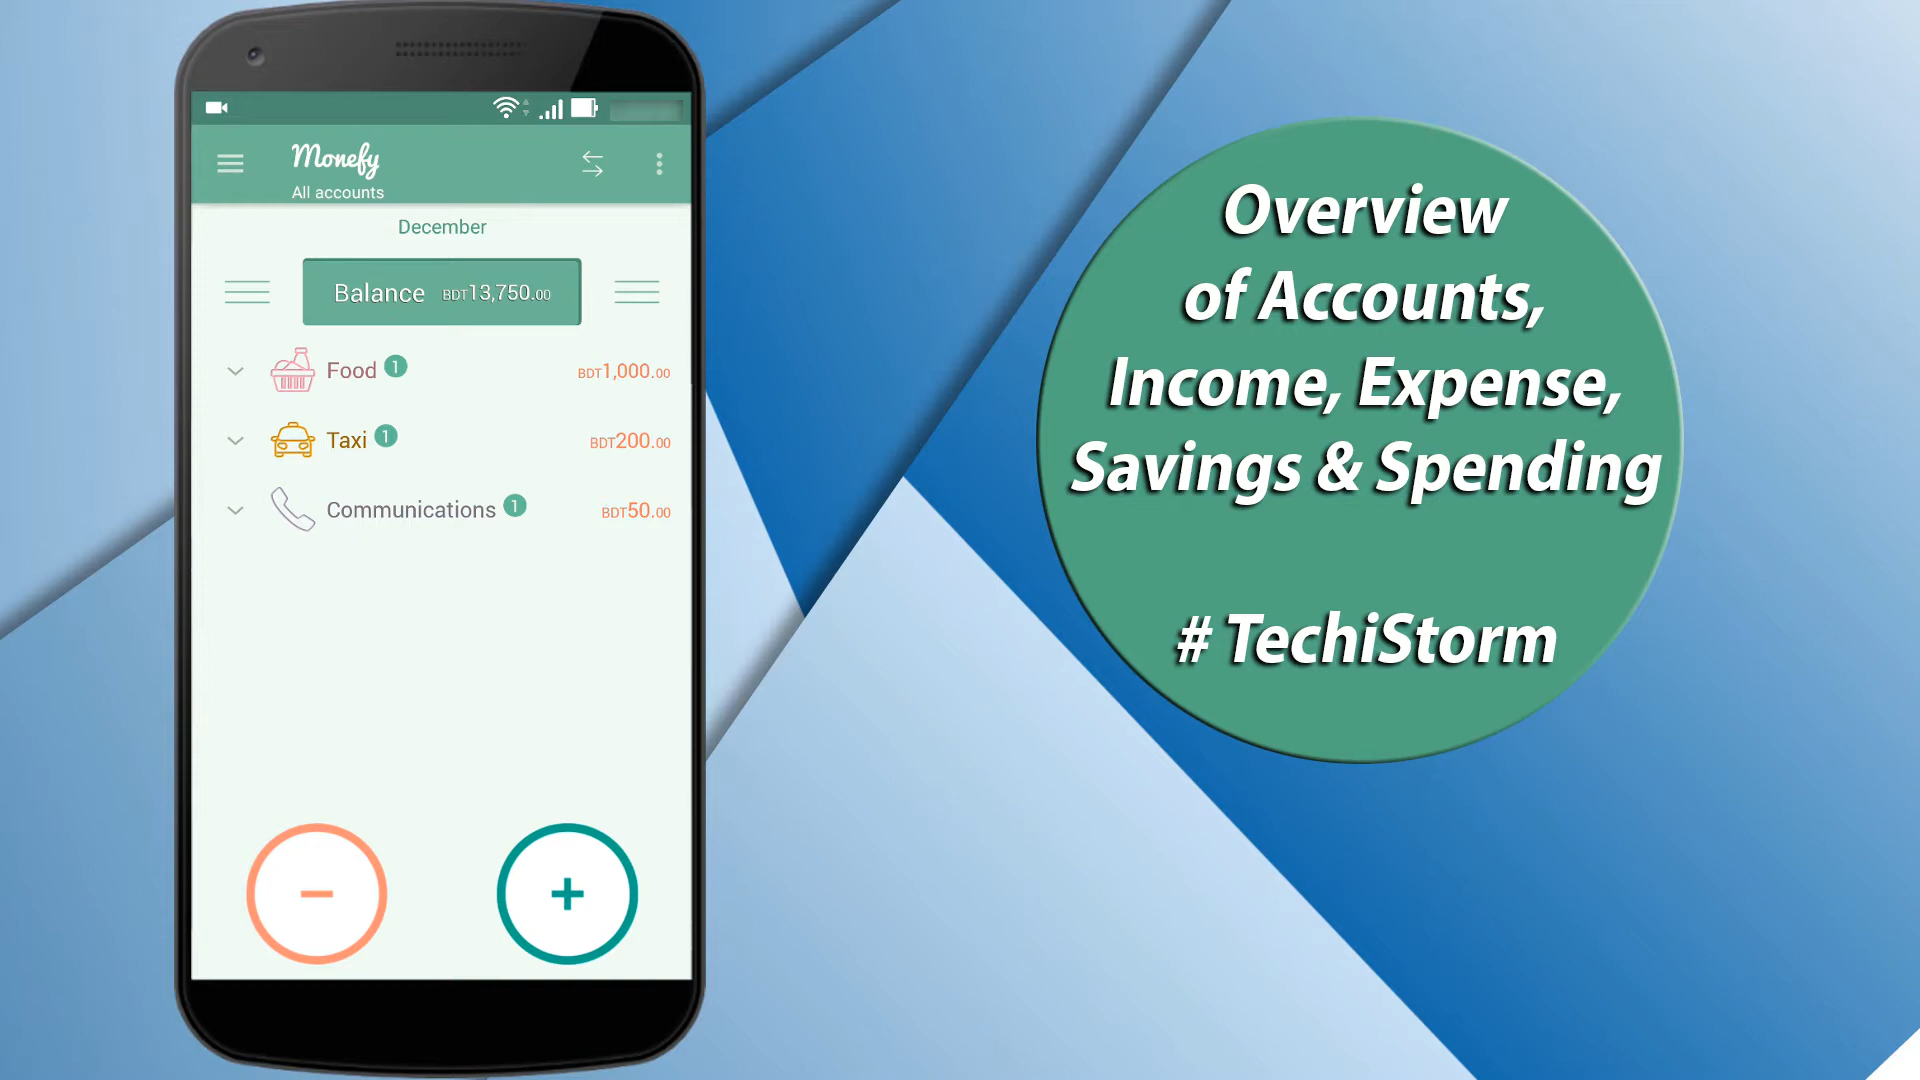 Monefy
All accounts
December
Balance BDT13,750.00
Food 1 BDT1,000.00
Taxi 1 BDT200.00
Communications 1 BDT50.00
Overview
of Accounts,
Income, Expense,
Savings & Spending
# TechiStorm